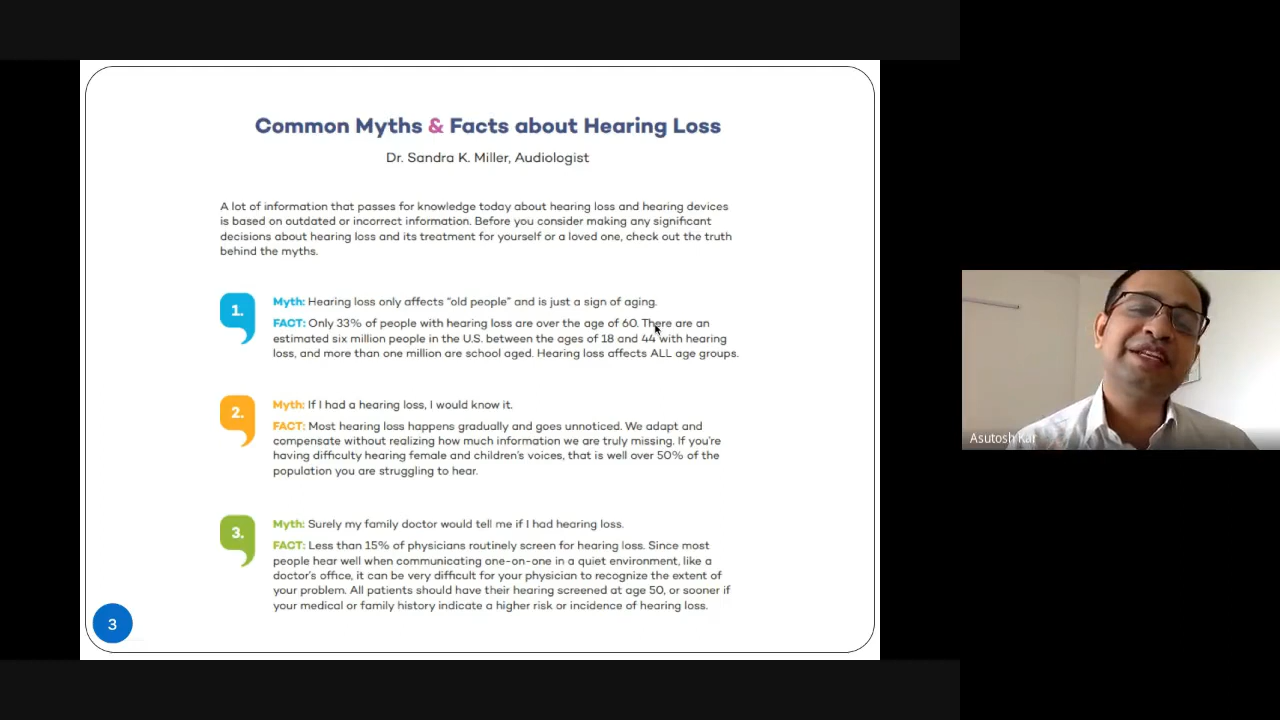 Common Myths & Facts about Hearing Loss
Dr. Sandra K. Miller, Audiologist
A lot of information that passes for knowledge today about hearing loss and hearing devices
is based on outdated or incorrect information. Before you consider making any significant
decisions about hearing loss and its treatment for yourself or a loved one, check out the truth
behind the myths.
1.
Myth: Hearing loss only affects “old people” and is just a sign of aging.
FACT: Only 33% of people with hearing loss are over the age of 60. There are an
estimated six million people in the U.S. between the ages of 18 and 44 with hearing
loss, and more than one million are school aged. Hearing loss affects ALL age groups.
2.
Myth: If I had a hearing loss, I would know it.
FACT: Most hearing loss happens gradually and goes unnoticed. We adapt and
compensate without realizing how much information we are truly missing. If you’re
having difficulty hearing female and children’s voices, that is well over 50% of the
population you are struggling to hear.
3.
Myth: Surely my family doctor would tell me if I had hearing loss.
FACT: Less than 15% of physicians routinely screen for hearing loss. Since most
people hear well when communicating one-on-one in a quiet environment, like a
doctor’s office, it can be very difficult for your physician to recognize the extent of
your problem. All patients should have their hearing screened at age 50, or sooner if
your medical or family history indicate a higher risk or incidence of hearing loss.
3
Asutosh Kar